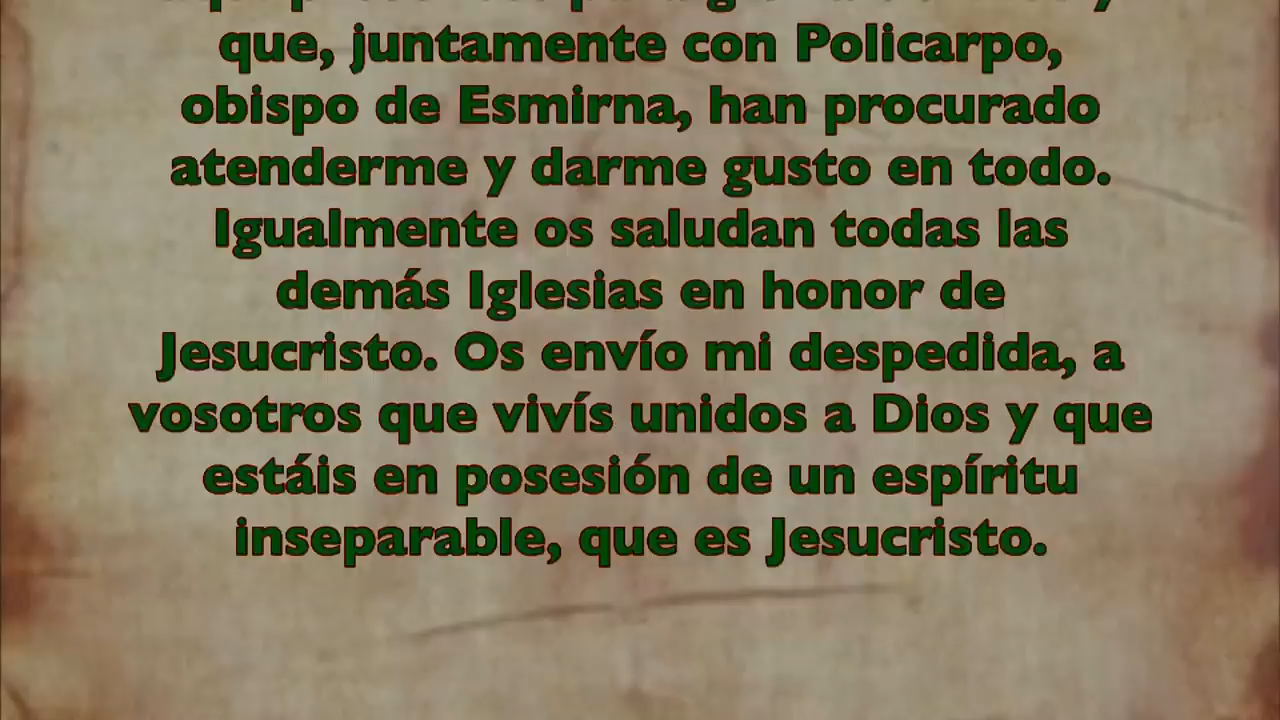 que, juntamente con Policarpo,
obispo de Esmirna, han procurado
atenderme y darme gusto en todo.
Igualmente os saludan todas las
demás Iglesias en honor de
Jesucristo. Os envío mi despedida, a
vosotros que vivís unidos a Dios y que
estáis en posesión de un espíritu
inseparable, que es Jesucristo.